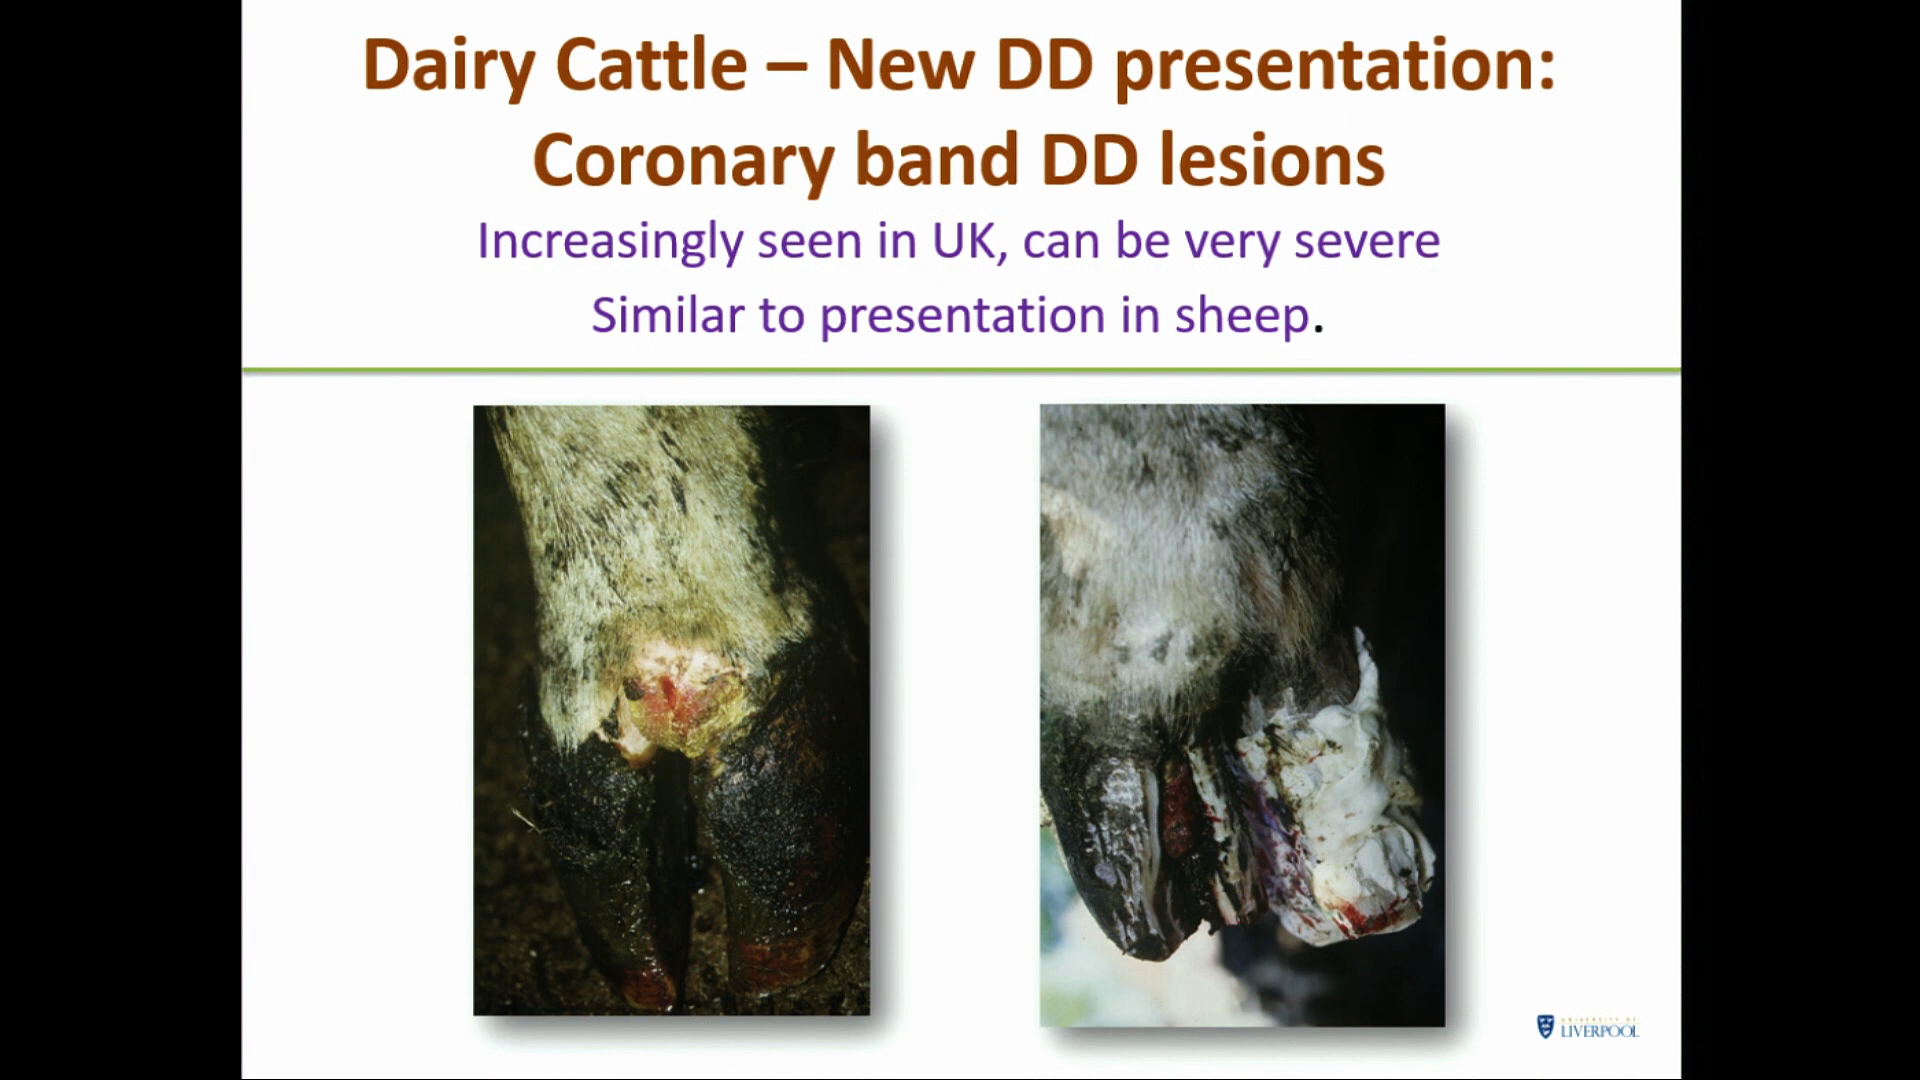 Dairy Cattle – New DD presentation:
Coronary band DD lesions
Increasingly seen in UK, can be very severe
Similar to presentation in sheep.
UNIVERSITY OF
LIVERPOOL